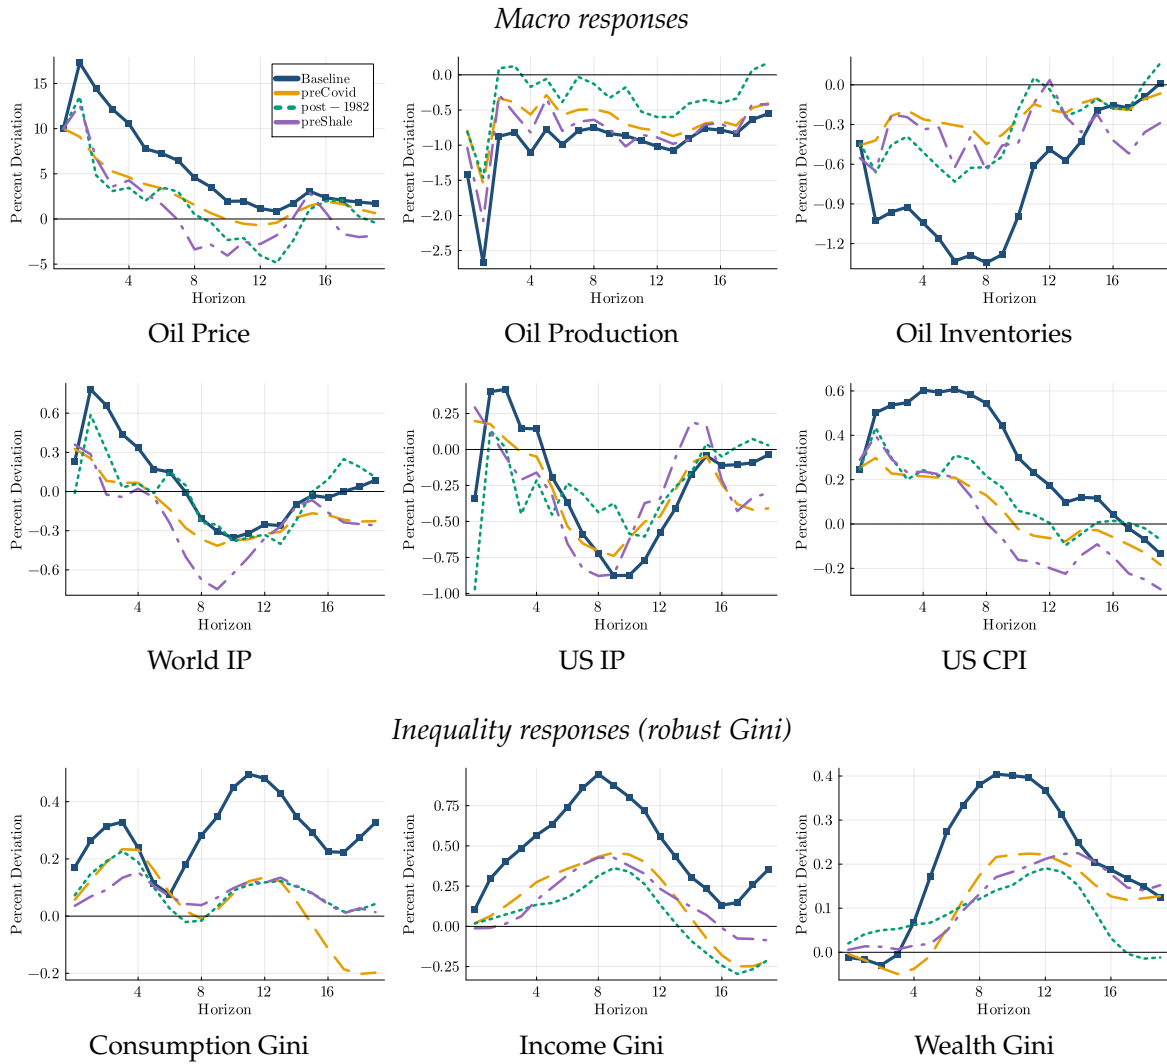 Macro responses
Percent Deviation
15
10
5
0
−5
Baseline
preCovid
post − 1982
preShale
4
8
12
16
Horizon
Oil Price
Percent Deviation
0.0
−0.5
−1.0
−1.5
−2.0
−2.5
4
8
12
16
Horizon
Oil Production
Percent Deviation
0.0
−0.3
−0.6
−0.9
−1.2
4
8
12
16
Horizon
Oil Inventories
Percent Deviation
0.6
0.3
0.0
−0.3
−0.6
4
8
12
16
Horizon
World IP
Percent Deviation
0.25
0.00
−0.25
−0.50
−0.75
−1.00
4
8
12
16
Horizon
US IP
Percent Deviation
0.6
0.4
0.2
0.0
−0.2
4
8
12
16
Horizon
US CPI
Inequality responses (robust Gini)
Percent Deviation
0.4
0.2
0.0
−0.2
4
8
12
16
Horizon
Consumption Gini
Percent Deviation
0.75
0.50
0.25
0.00
−0.25
4
8
12
16
Horizon
Income Gini
Percent Deviation
0.4
0.3
0.2
0.1
0.0
4
8
12
16
Horizon
Wealth Gini